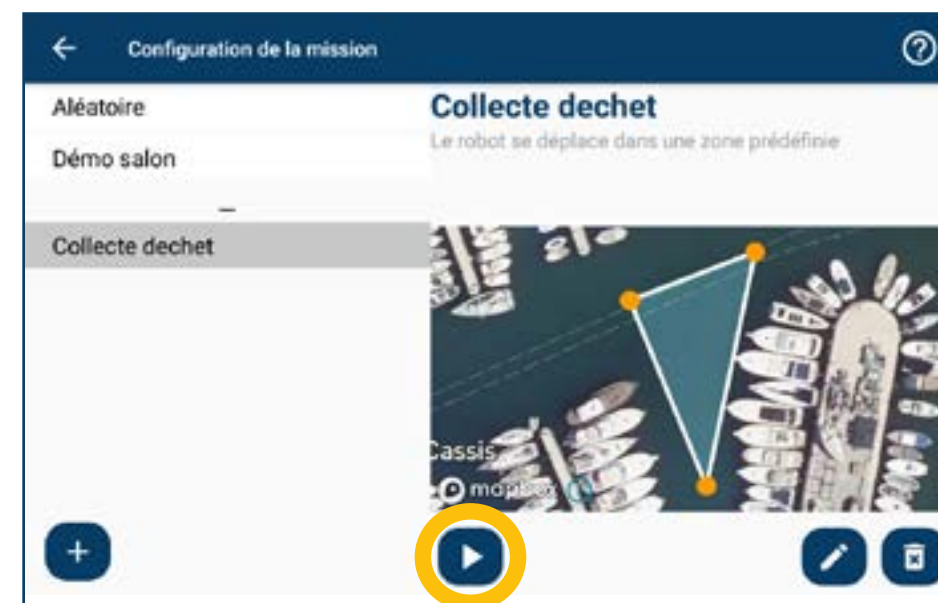 Configuration de la mission
Aléatoire
Démo salon
Collecte dechet
Collecte dechet
Le robot se déplace dans une zone prédéfinie
Cassis
mapbox